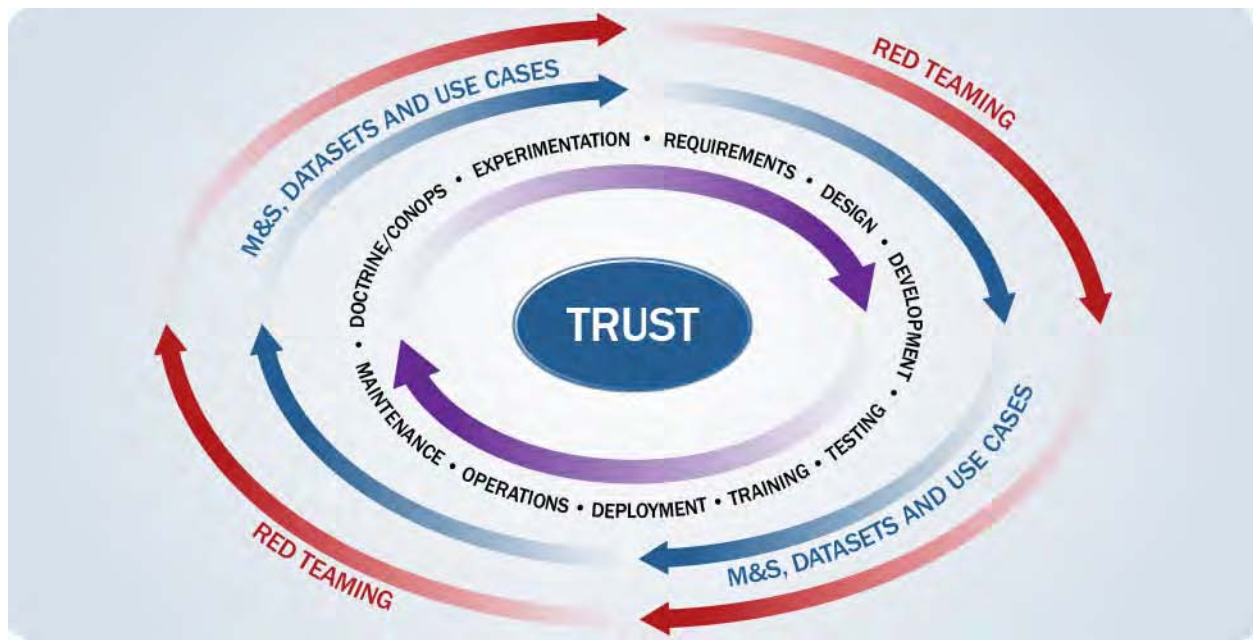 RED TEAMING
M&S, DATASETS AND USE CASES
DOCTRINE/CONOPS • EXPERIMENTATION • REQUIREMENTS • DESIGN • DEVELOPMENT • TESTING • TRAINING • DEPLOYMENT • OPERATIONS • MAINTENANCE •
TRUST
M&S, DATASETS AND USE CASES
RED TEAMING